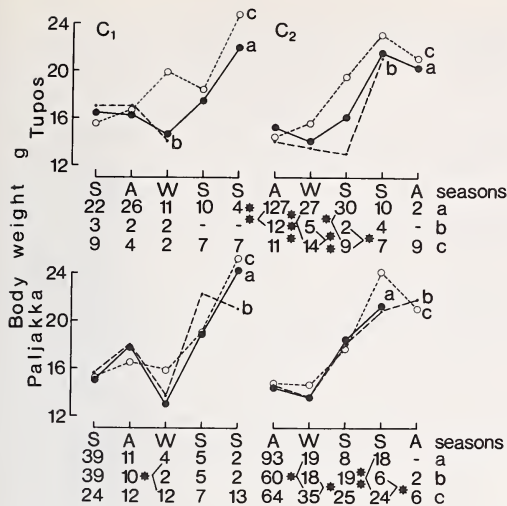 C1 C2
24
20
16
12
c
a
b
c
a
b
Body weight g
Tupos
S A W S S A W S S A seasons
22 26 11 10 4 * 127 * 27 30 10 2 a
3 2 2 - - * 12 * 5 * 2 4 - b
9 4 2 7 7 11 * 14 * 9 * 7 9 c
24
20
16
12
Paljakka
c
a
b
a
b
c
S A W S S A W S S A seasons
39 11 4 5 2 93 19 8 18 - a
39 10 * 2 5 2 60 * 18 * 19 * 6 2 b
24 12 12 7 13 64 35 * 25 * 24 * 6 c